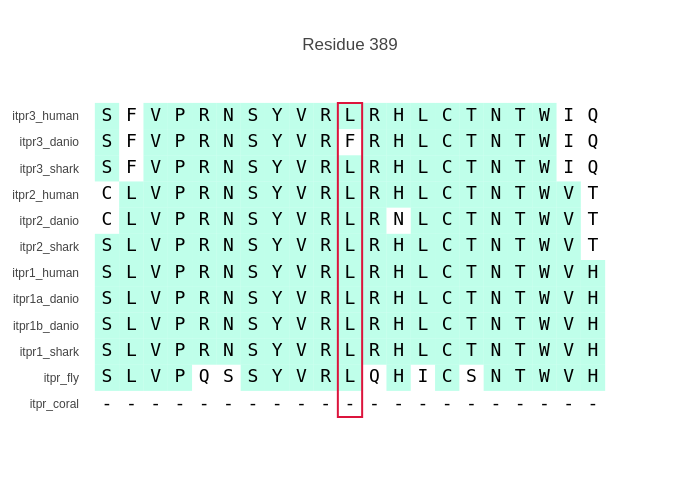 Residue 389
itpr3_human S F V P R N S Y V R L R H L C T N T W I Q
itpr3_danio S F V P R N S Y V R F R H L C T N T W I Q
itpr3_shark S F V P R N S Y V R L R H L C T N T W I Q
itpr2_human C L V P R N S Y V R L R H L C T N T W V T
itpr2_danio C L V P R N S Y V R L R N L C T N T W V T
itpr2_shark S L V P R N S Y V R L R H L C T N T W V T
itpr1_human S L V P R N S Y V R L R H L C T N T W V H
itpr1a_danio S L V P R N S Y V R L R H L C T N T W V H
itpr1b_danio S L V P R N S Y V R L R H L C T N T W V H
itpr1_shark S L V P R N S Y V R L R H L C T N T W V H
itpr_fly S L V P Q S S Y V R L Q H I C S N T W V H
itpr_coral - - - - - - - - - - - - - - - - - - - - -